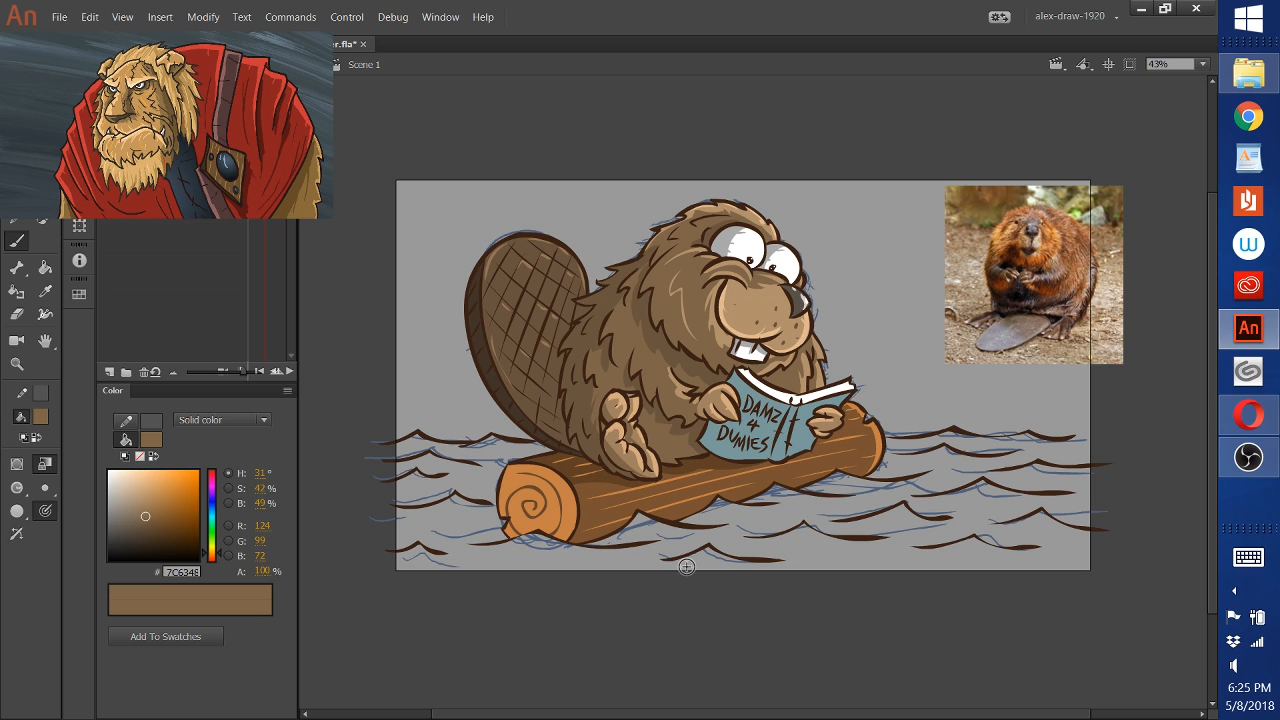 An File Edit View Insert Modify Text Commands Control Debug Window Help alex-draw-1920
er.fla* ×
Scene 1 43%
DAMZ
4
DUMIES
Color
Solid color
H: 31 °
S: 42 %
B: 49 %
R: 124
G: 99
B: 72
# 7C6348 A: 100 %
Add To Swatches
An
6:25 PM
5/8/2018